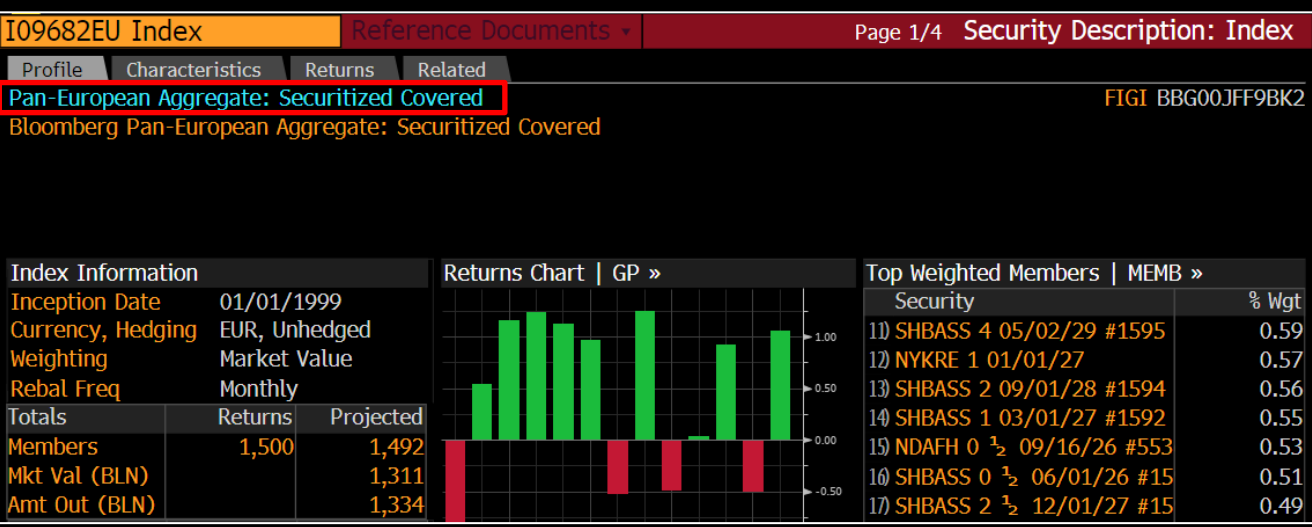 I09682EU Index Reference Documents Page 1/4 Security Description: Index
Profile Characteristics Returns Related
Pan-European Aggregate: Securitized Covered FIGI BBG00JFF9BK2
Bloomberg Pan-European Aggregate: Securitized Covered
Index Information
Inception Date 01/01/1999
Currency, Hedging EUR, Unhedged
Weighting Market Value
Rebal Freq Monthly
Totals Returns Projected
Members 1,500 1,492
Mkt Val (BLN) 1,311
Amt Out (BLN) 1,334
Returns Chart | GP »
1.00
0.50
0.00
-0.50
Top Weighted Members | MEMB »
Security % Wgt
11) SHBASS 4 05/02/29 #1595 0.59
12) NYKRE 1 01/01/27 0.57
13) SHBASS 2 09/01/28 #1594 0.56
14) SHBASS 1 03/01/27 #1592 0.55
15) NDAFH 0 ½ 09/16/26 #553 0.53
16) SHBASS 0 ½ 06/01/26 #15 0.51
17) SHBASS 2 ½ 12/01/27 #15 0.49